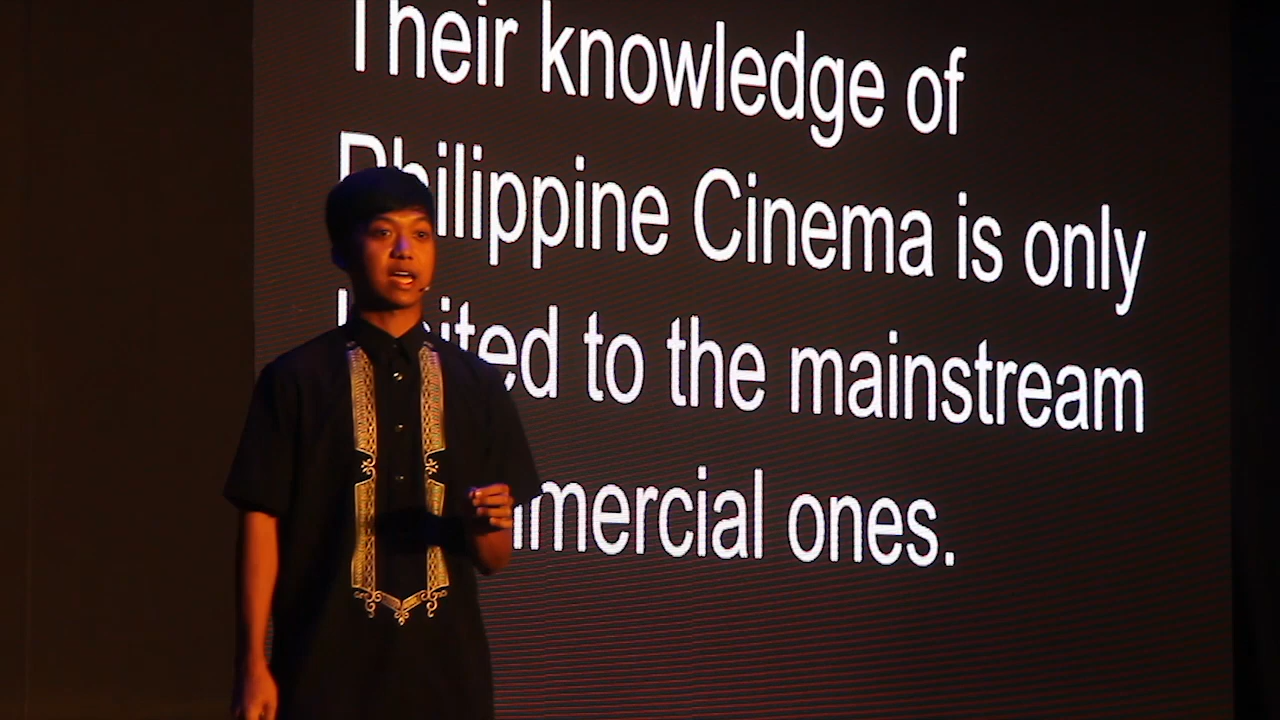 Their knowledge of
Philippine Cinema is only
to the mainstream
ones.